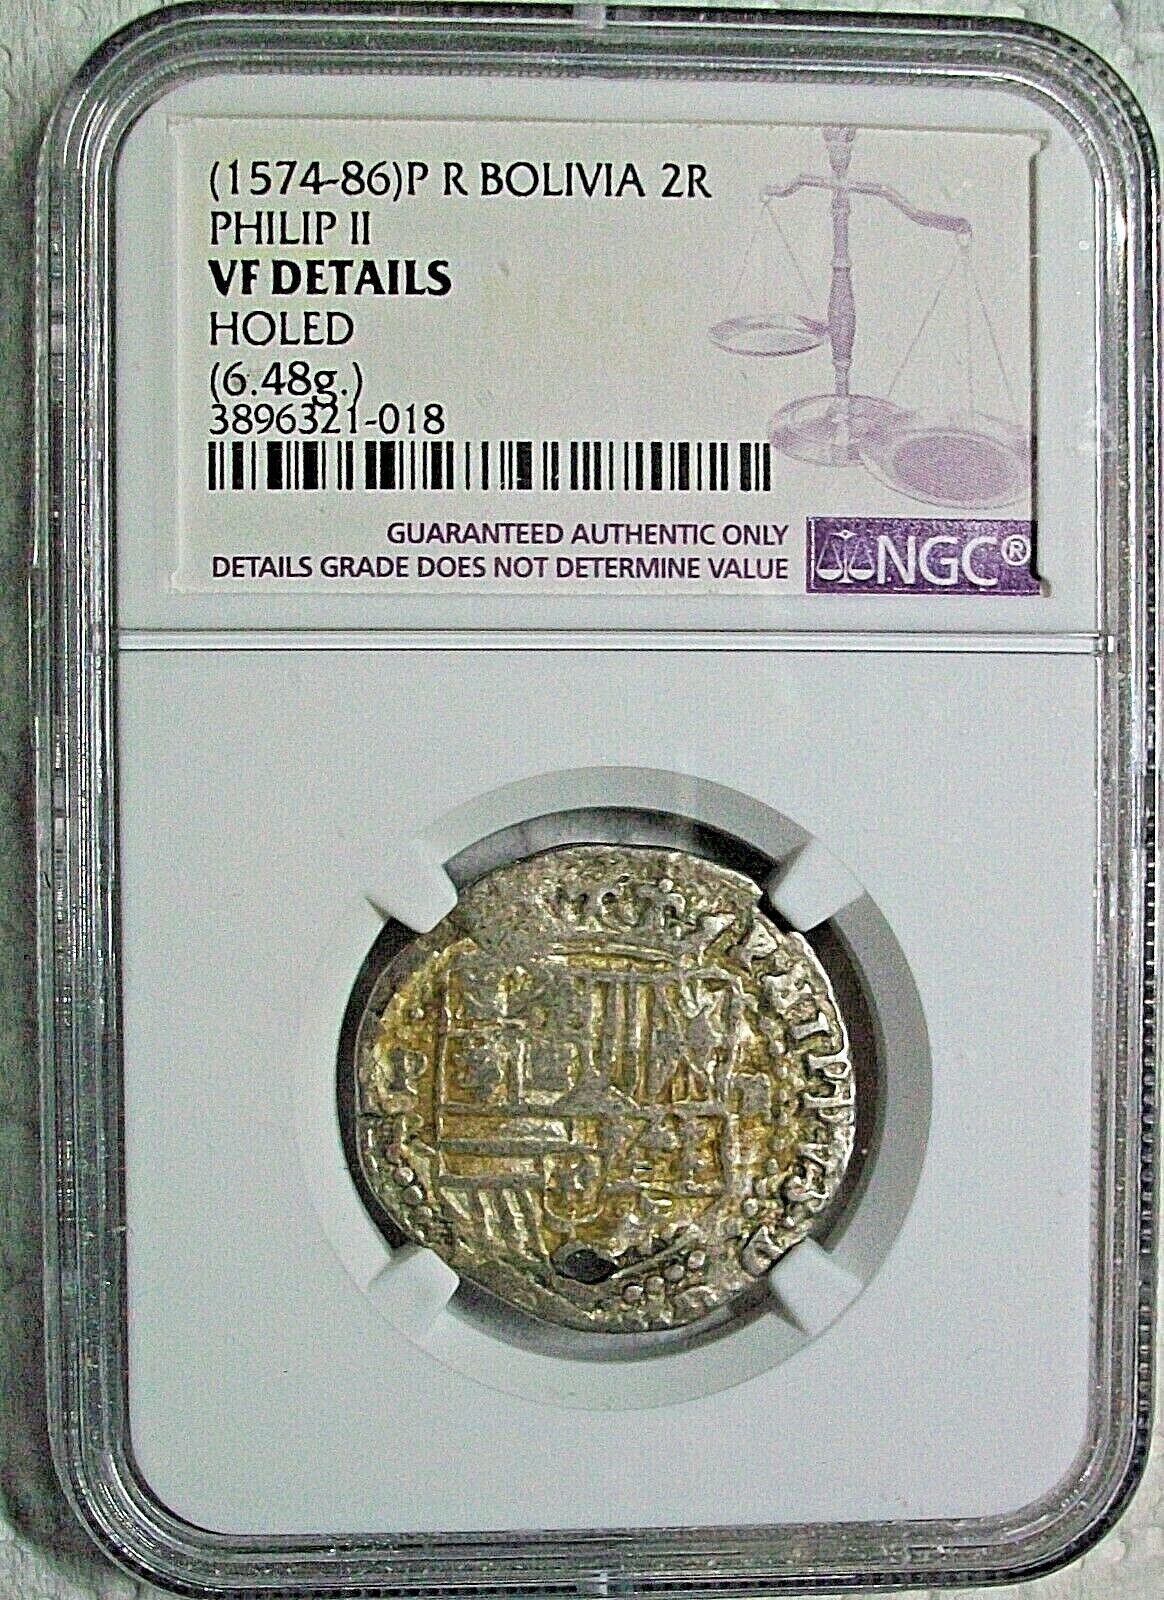 (1574-86)P R BOLIVIA 2R
PHILIP II
VF DETAILS
HOLED
(6.48g.)
3896321-018
GUARANTEED AUTHENTIC ONLY
DETAILS GRADE DOES NOT DETERMINE VALUE
NGC®
P